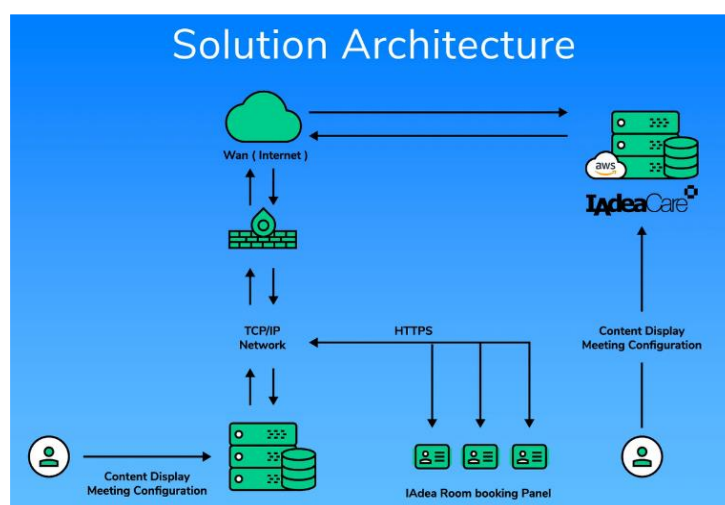 Solution Architecture
Wan ( Internet )
aws
IAdeaCare
TCP/IP
Network
HTTPS
Content Display
Meeting Configuration
Content Display
Meeting Configuration
IAdea Room booking Panel